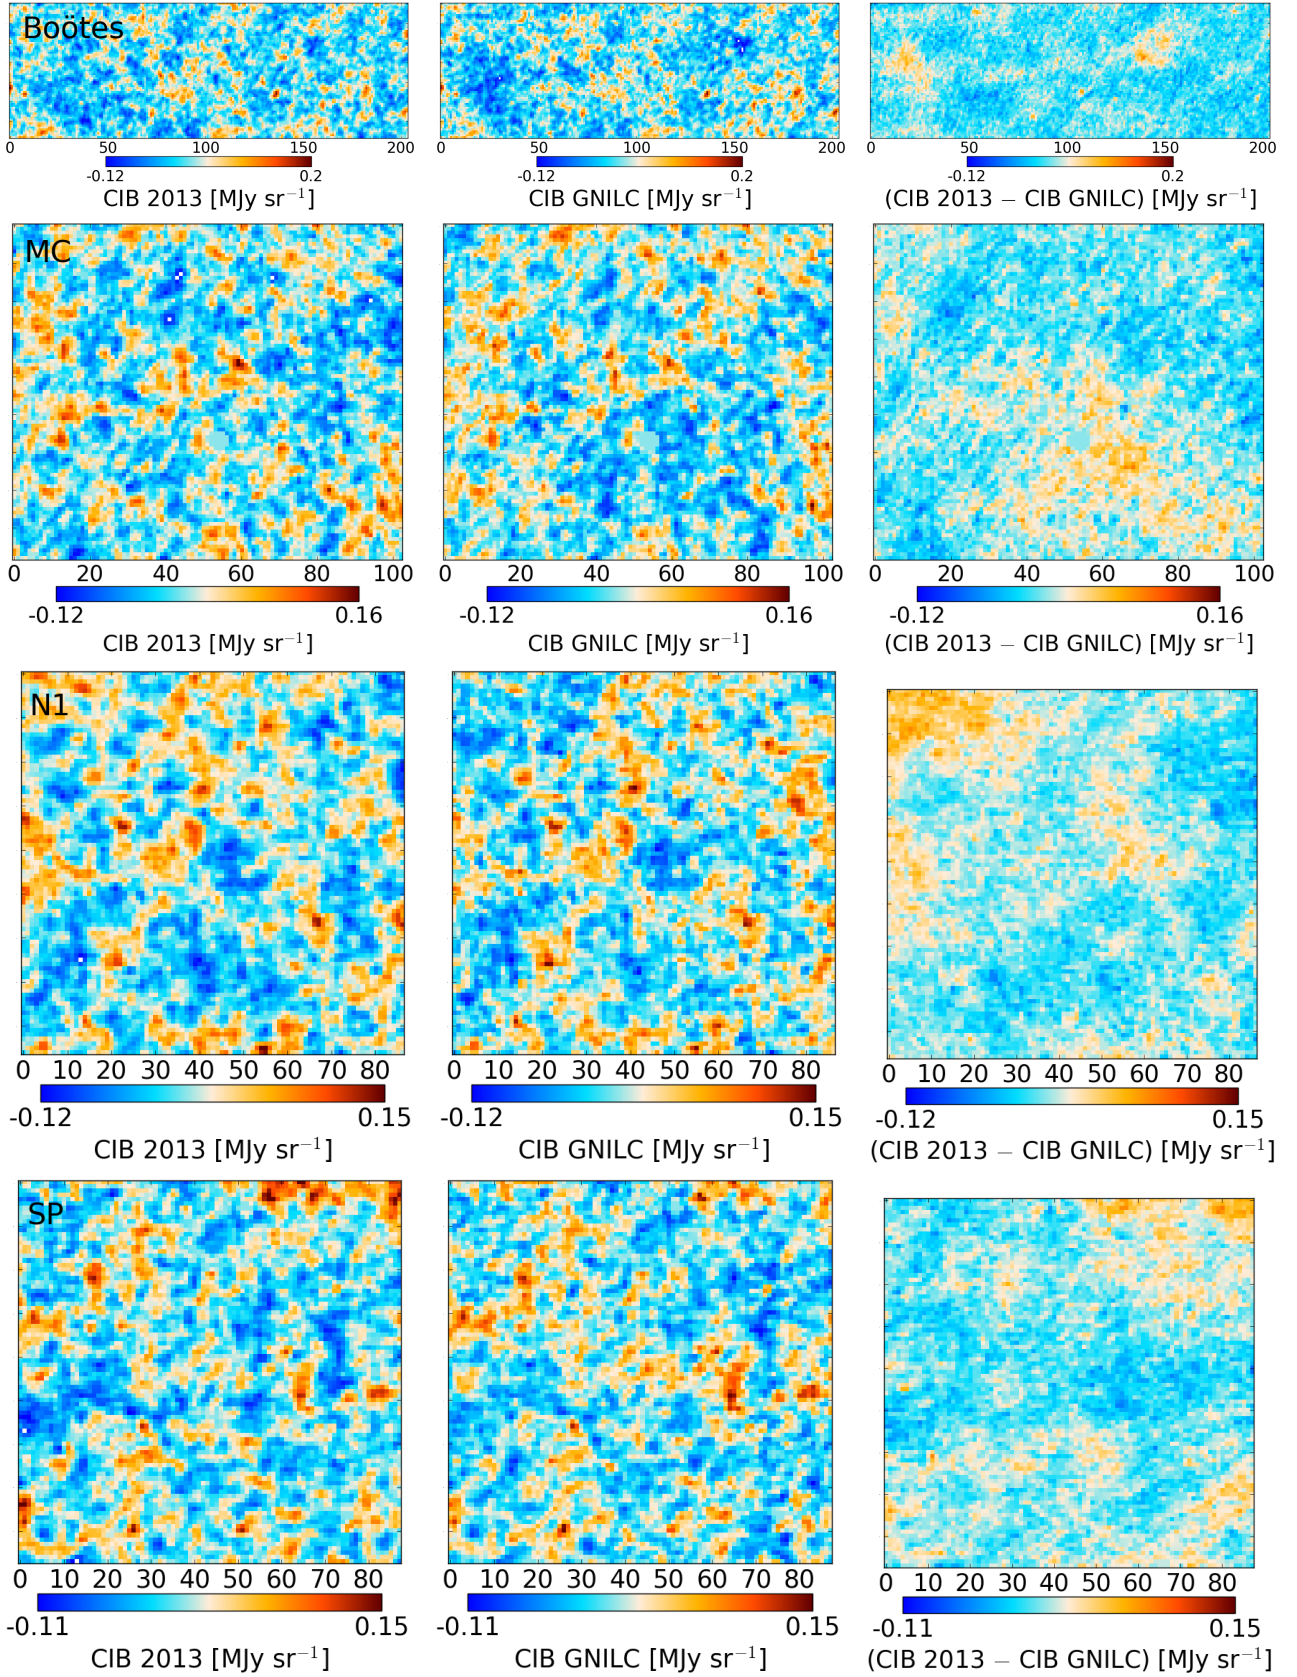 Boötes
0 50 100 150 200
0 50 100 150 200
0 50 100 150 200
-0.12 0.2
-0.12 0.2
-0.12 0.2
CIB 2013 [MJy sr⁻¹]
CIB GNILC [MJy sr⁻¹]
(CIB 2013 − CIB GNILC) [MJy sr⁻¹]
MC
0 20 40 60 80 100
0 20 40 60 80 100
0 20 40 60 80 100
-0.12 0.16
-0.12 0.16
-0.12 0.16
CIB 2013 [MJy sr⁻¹]
CIB GNILC [MJy sr⁻¹]
(CIB 2013 − CIB GNILC) [MJy sr⁻¹]
N1
0 10 20 30 40 50 60 70 80
0 10 20 30 40 50 60 70 80
0 10 20 30 40 50 60 70 80
-0.12 0.15
-0.12 0.15
-0.12 0.15
CIB 2013 [MJy sr⁻¹]
CIB GNILC [MJy sr⁻¹]
(CIB 2013 − CIB GNILC) [MJy sr⁻¹]
SP
0 10 20 30 40 50 60 70 80
0 10 20 30 40 50 60 70 80
0 10 20 30 40 50 60 70 80
-0.11 0.15
-0.11 0.15
-0.11 0.15
CIB 2013 [MJy sr⁻¹]
CIB GNILC [MJy sr⁻¹]
(CIB 2013 − CIB GNILC) [MJy sr⁻¹]